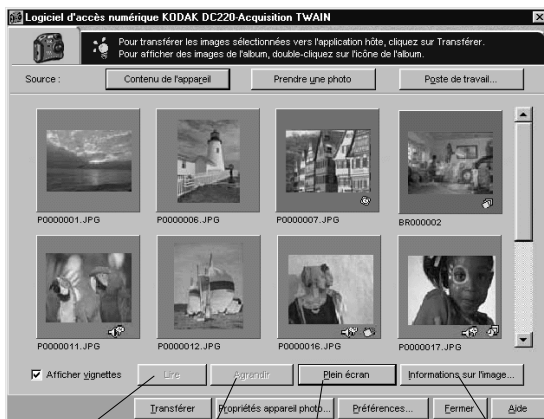 Logiciel d'accès numérique KODAK DC220-Acquisition TWAIN
Pour transférer les images sélectionnées vers l'application hôte, cliquez sur Transférer.
Pour afficher des images de l'album, double-cliquez sur l'icône de l'album.
Source :
Contenu de l'appareil
Prendre une photo
Poste de travail...
P0000001.JPG
P0000006.JPG
P0000007.JPG
BR000002
P0000011.JPG
P0000012.JPG
P0000016.JPG
P0000017.JPG
Afficher vignettes
Lire
Agrandir
Plein écran
Informations sur l'image...
Transférer
Propriétés appareil photo...
Préférences...
Fermer
Aide